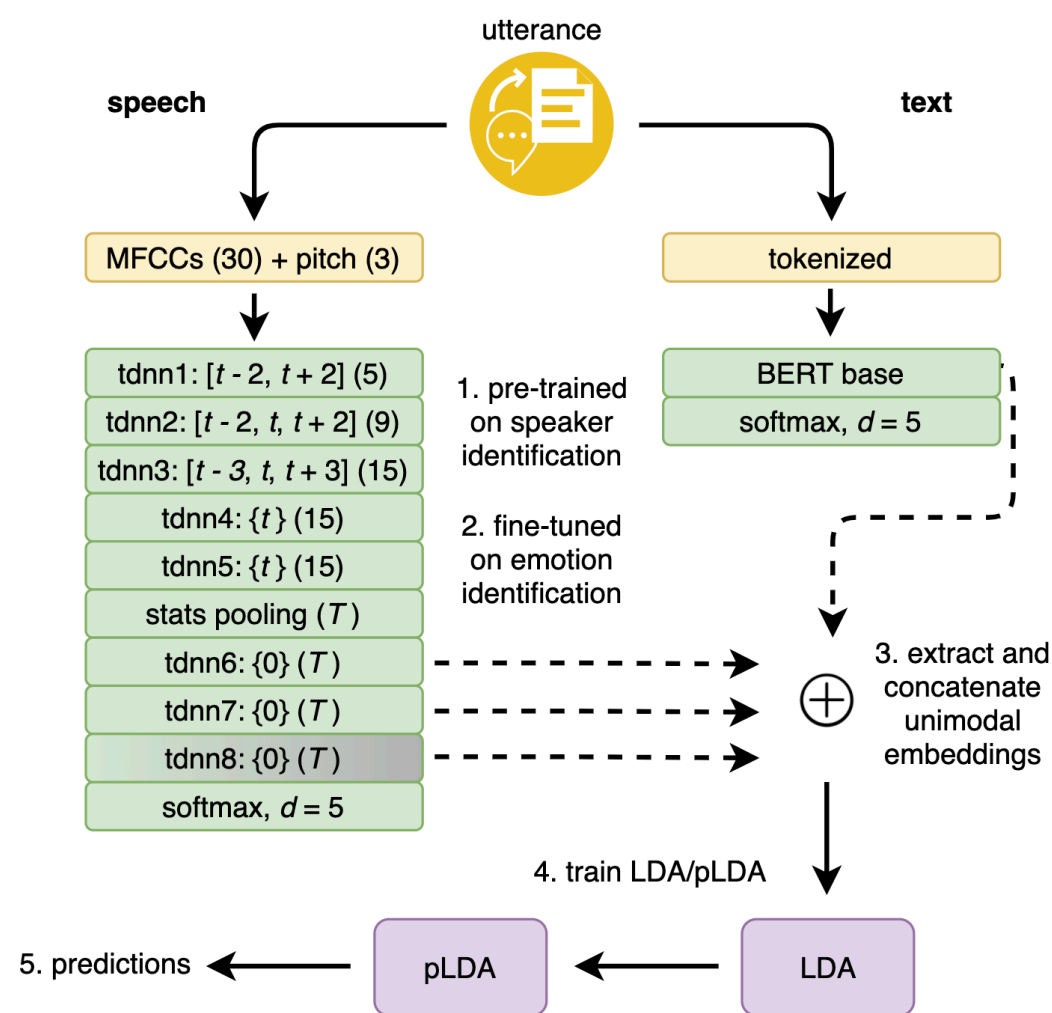 utterance
speech
text
MFCCs (30) + pitch (3)
tokenized
tdnn1: [t - 2, t + 2] (5)
tdnn2: [t - 2, t, t + 2] (9)
tdnn3: [t - 3, t, t + 3] (15)
tdnn4: {t} (15)
tdnn5: {t} (15)
stats pooling (T)
tdnn6: {0} (T)
tdnn7: {0} (T)
tdnn8: {0} (T)
softmax, d = 5
1. pre-trained
on speaker
identification
2. fine-tuned
on emotion
identification
BERT base
softmax, d = 5
3. extract and
concatenate
unimodal
embeddings
4. train LDA/pLDA
LDA
pLDA
5. predictions